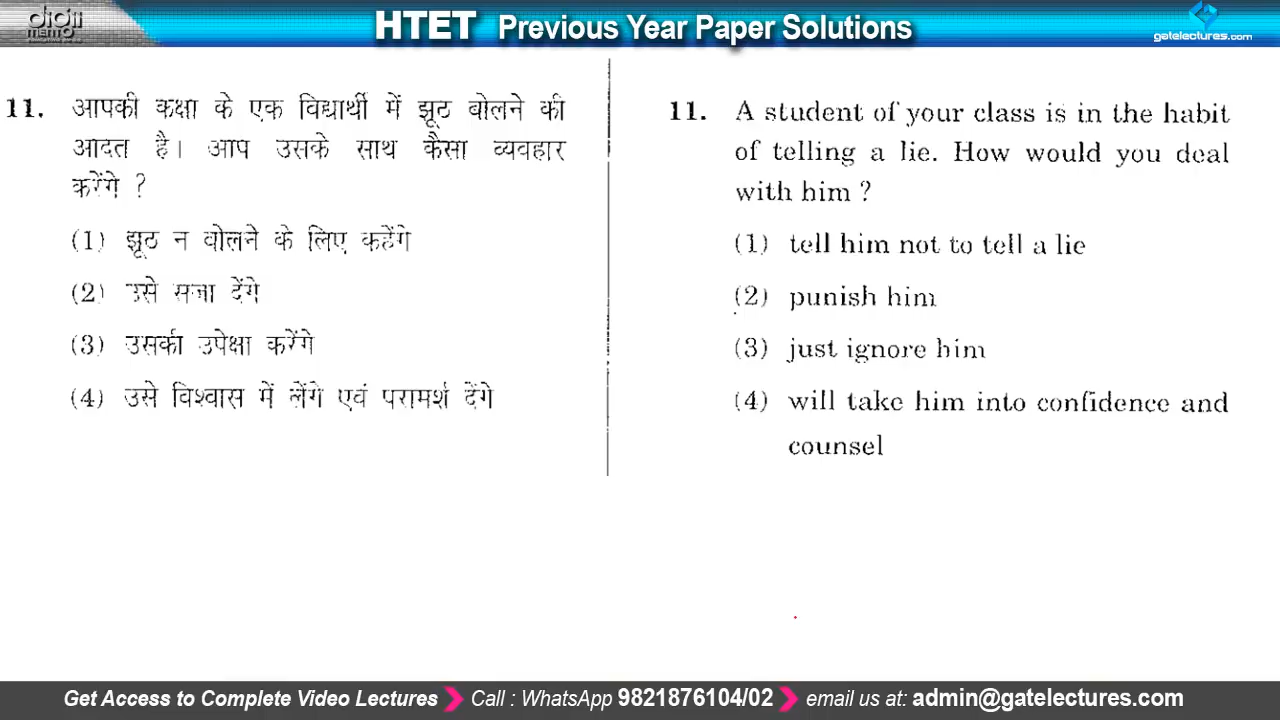 digii
MENTO
HTET Previous Year Paper Solutions
gatelectures.com
11. आपकी कक्षा के एक विद्यार्थी में झूठ बोलने की
आदत है। आप उसके साथ कैसा व्यवहार
करेंगे ?
(1) झूठ न बोलने के लिए कहेंगे
(2) उसे सजा देंगे
(3) उसकी उपेक्षा करेंगे
(4) उसे विश्वास में लेंगे एवं परामर्श देंगे
11. A student of your class is in the habit
of telling a lie. How would you deal
with him ?
(1) tell him not to tell a lie
(2) punish him
(3) just ignore him
(4) will take him into confidence and
counsel
Get Access to Complete Video Lectures Call : WhatsApp 9821876104/02 email us at: admin@gatelectures.com